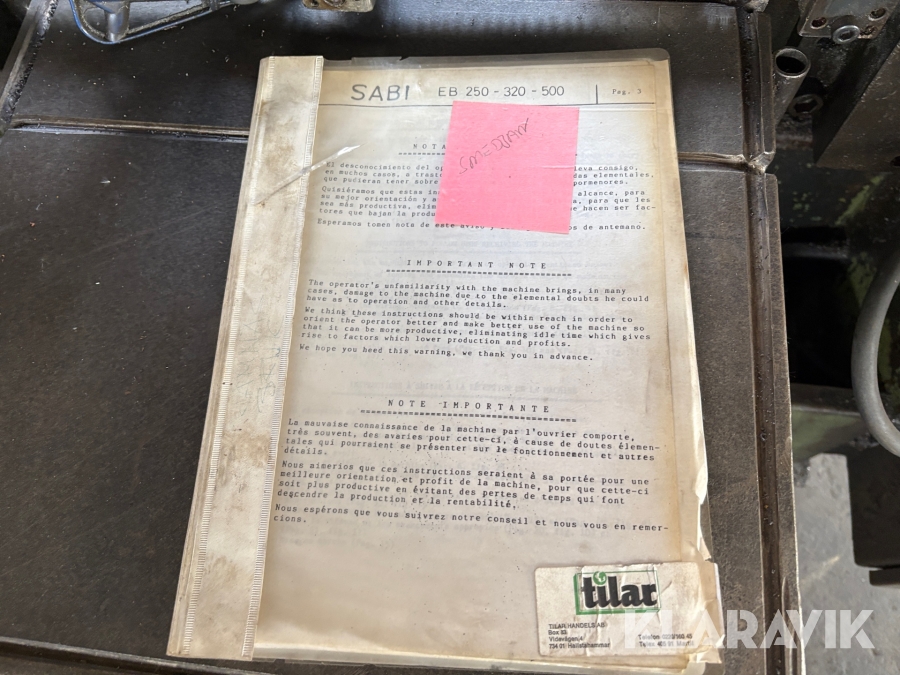 SABI EB 250 - 320 - 500 Pag. 3
NOTA
El desconocimiento del
en muchos casos, a
que pudieras tener sobre pormenores.
Quisiéramos que estas alcance, para
su mejor orientación y para que les
sea más productiva, hacen ser fac-
tores que bajan la
Esperamos tomen nota de este de antemano.
IMPORTANT NOTE
The operator's unfamiliarity with the machine brings, in many
cases, damage to the machine due to the elemental doubts he could
have as to operation and other details.
We think these instructions should be within reach in order to
orient the operator better and make better use of the machine so
that it can be more productive, eliminating idle time which gives
rise to factors which lower production and profits.
We hope you heed this warning, we thank you in advance.
NOTE IMPORTANTE
La mauvaise connaissance de la machine par l'ouvrier comporte,
très souvent, des avaries pour cette-ci, à cause de doutes élemen-
tales qui pourraient se présenter sur le fonctionnement et autres
détails.
Nous aimerios que ces instructions seraient à sa portée pour une
meilleure orientation et profit de la machine, pour que cette-ci
soit plus productive en évitant des pertes de temps qui font
descendre la production et la rentabilité.
Nous espérons que vous suivrez notre conseil et nous vous en remer-
cions.
tilar
TILAR HANDELS AB
Box 83
Videvägen 4 Telefon
734 01 Hallstahammar Telex
KLARAVIK